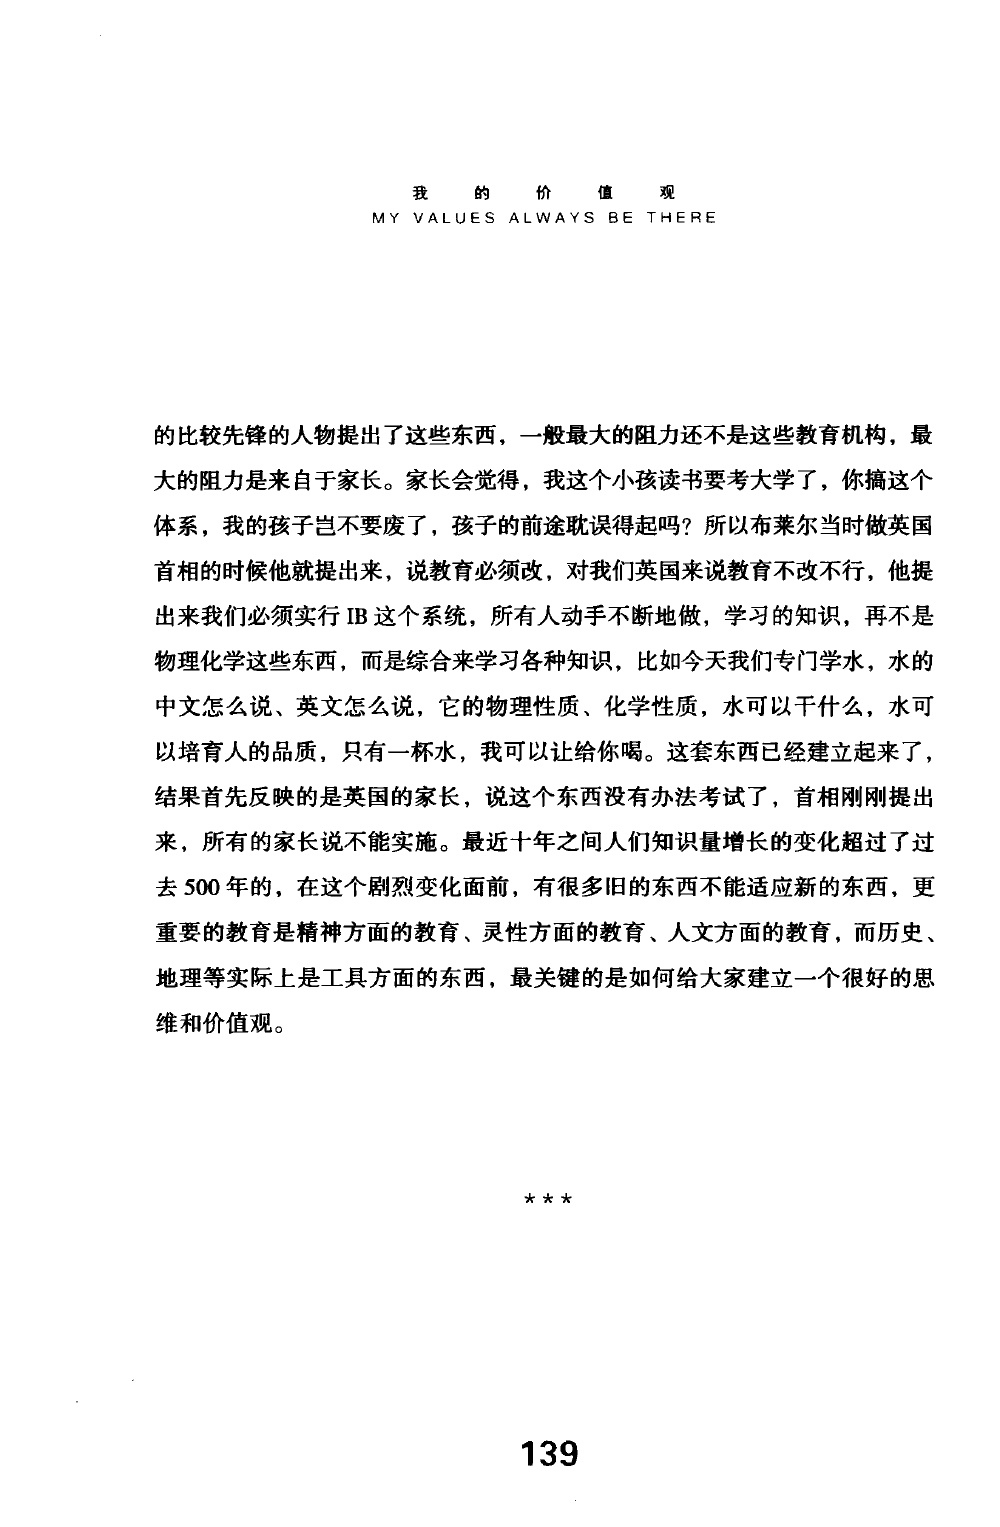 我的价值观
MY VALUES ALWAYS BE THERE
的比较先锋的人物提出了这些东西，一般最大的阻力还不是这些教育机构，最
大的阻力是来自于家长。家长会觉得，我这个小孩读书要考大学了，你搞这个
体系，我的孩子岂不要废了，孩子的前途耽误得起吗？所以布莱尔当时做英国
首相的时候他就提出来，说教育必须改，对我们英国来说教育不改不行，他提
出来我们必须实行 IB 这个系统，所有人动手不断地做，学习的知识，再不是
物理化学这些东西，而是综合来学习各种知识，比如今天我们专门学水，水的
中文怎么说、英文怎么说，它的物理性质、化学性质，水可以干什么，水可
以培育人的品质，只有一杯水，我可以让给你喝。这套东西已经建立起来了，
结果首先反映的是英国的家长，说这个东西没有办法考试了，首相刚刚提出
来，所有的家长说不能实施。最近十年之间人们知识量增长的变化超过了过
去 500 年的，在这个剧烈变化面前，有很多旧的东西不能适应新的东西，更
重要的教育是精神方面的教育、灵性方面的教育、人文方面的教育，而历史、
地理等实际上是工具方面的东西，最关键的是如何给大家建立一个很好的思
维和价值观。
***
139